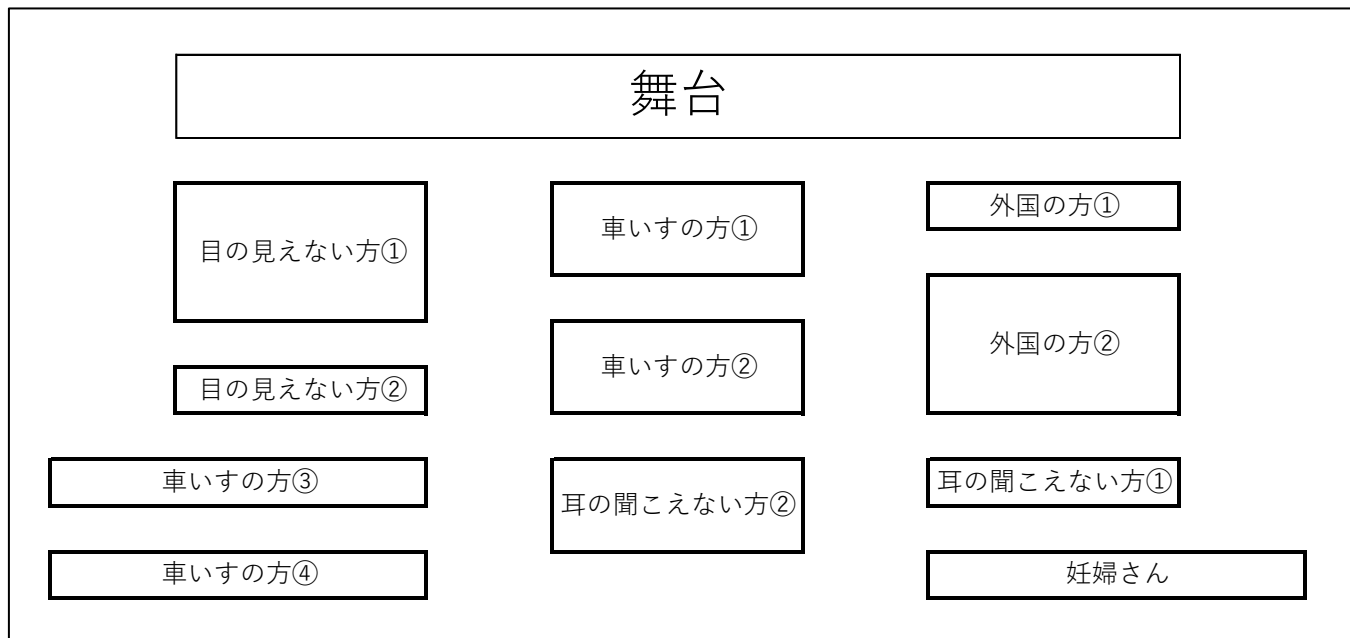 舞台
目の見えない方①
車いすの方①
外国の方①
車いすの方②
外国の方②
目の見えない方②
車いすの方③
耳の聞こえない方②
耳の聞こえない方①
車いすの方④
妊婦さん